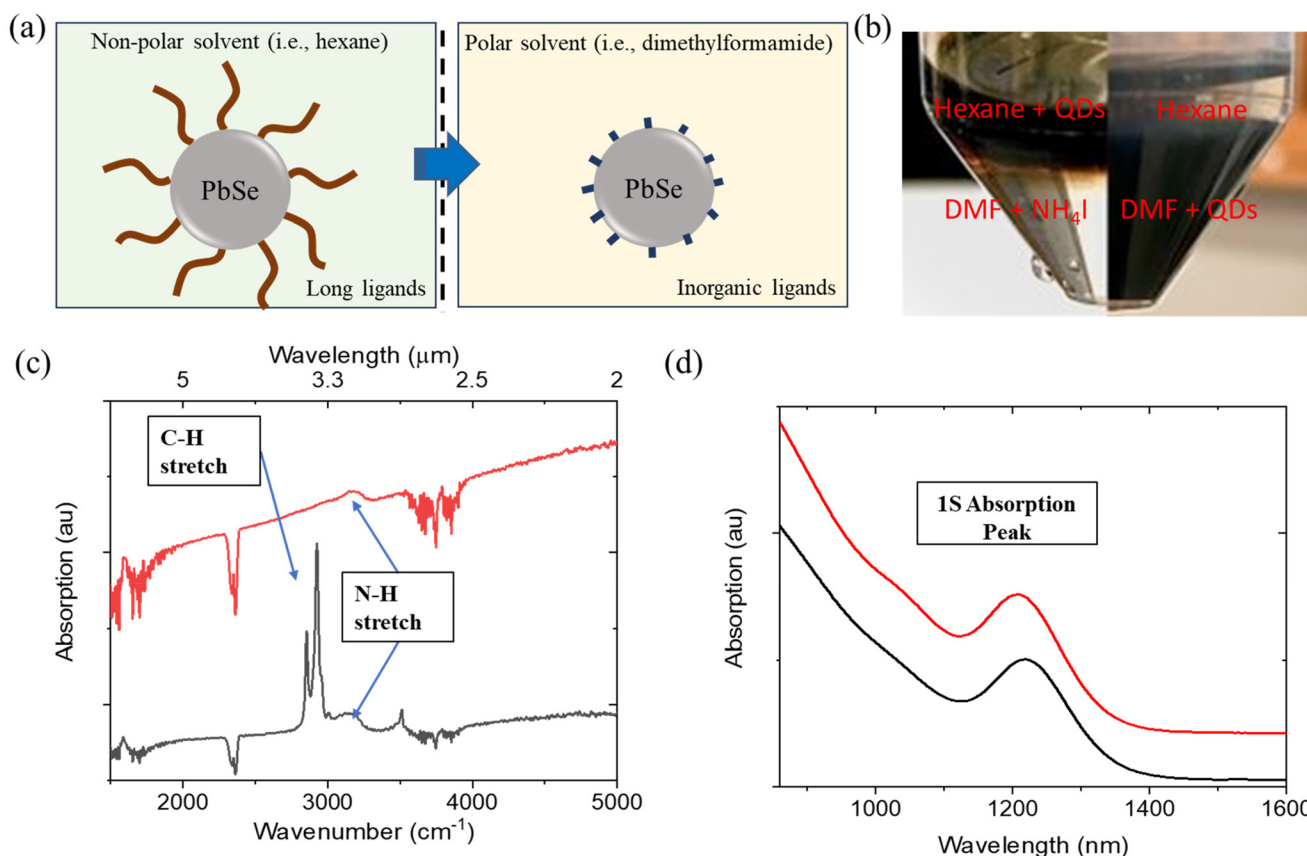 (a)
Non-polar solvent (i.e., hexane)
PbSe
Long ligands
Polar solvent (i.e., dimethylformamide)
PbSe
Inorganic ligands
(b)
Hexane + QDs
Hexane
DMF + NH₄I
DMF + QDs
(c)
Wavelength (μm)
5
3.3
2.5
2
C-H
stretch
N-H
stretch
Absorption (au)
2000
3000
4000
5000
Wavenumber (cm⁻¹)
(d)
1S Absorption
Peak
Absorption (au)
1000
1200
1400
1600
Wavelength (nm)